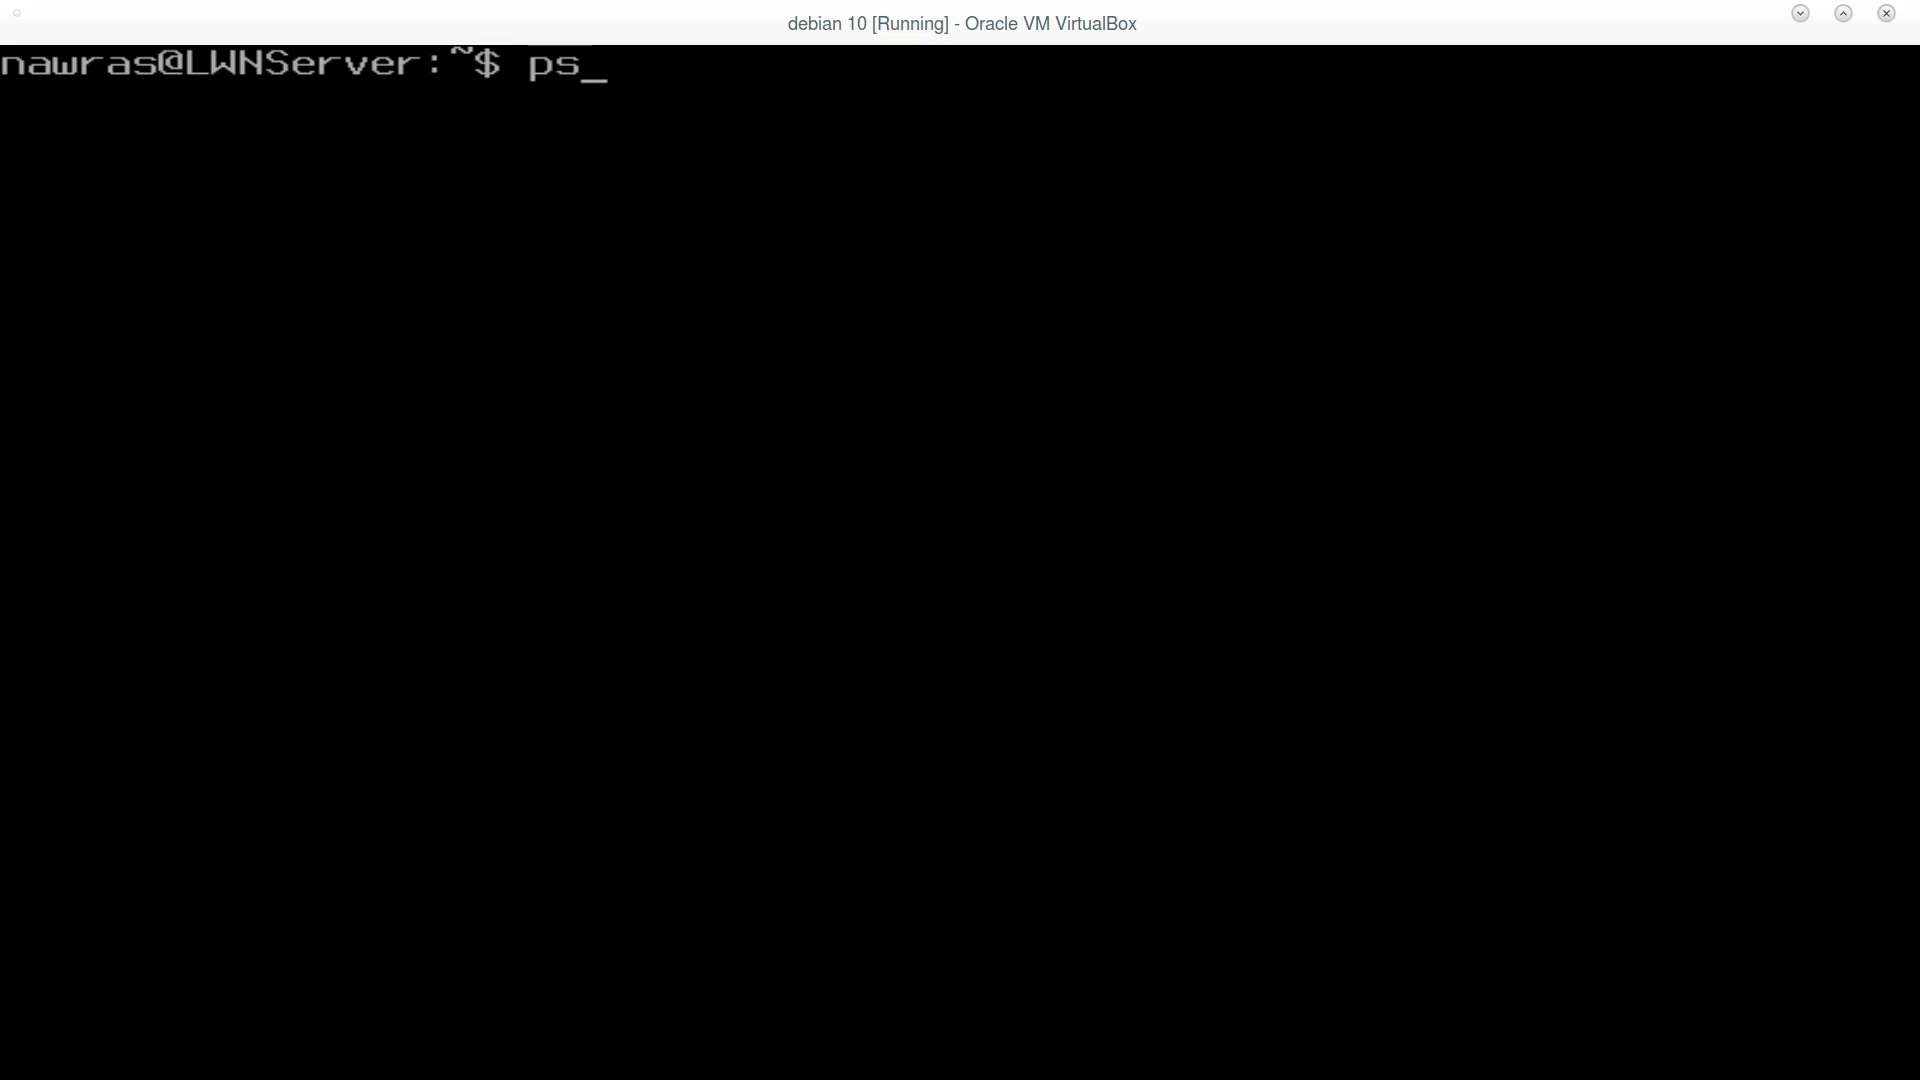 debian 10 [Running] - Oracle VM VirtualBox
nawras@LWNServer:~$ ps_